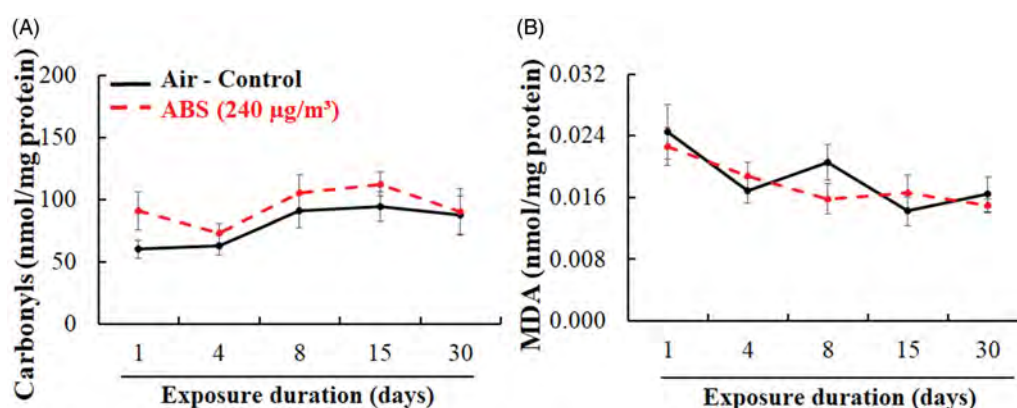 (A)
Carbonyls (nmol/mg protein)
200
150
100
50
0
Air - Control
ABS (240 µg/m³)
1 4 8 15 30
Exposure duration (days)
(B)
MDA (nmol/mg protein)
0.032
0.024
0.016
0.008
0.000
1 4 8 15 30
Exposure duration (days)